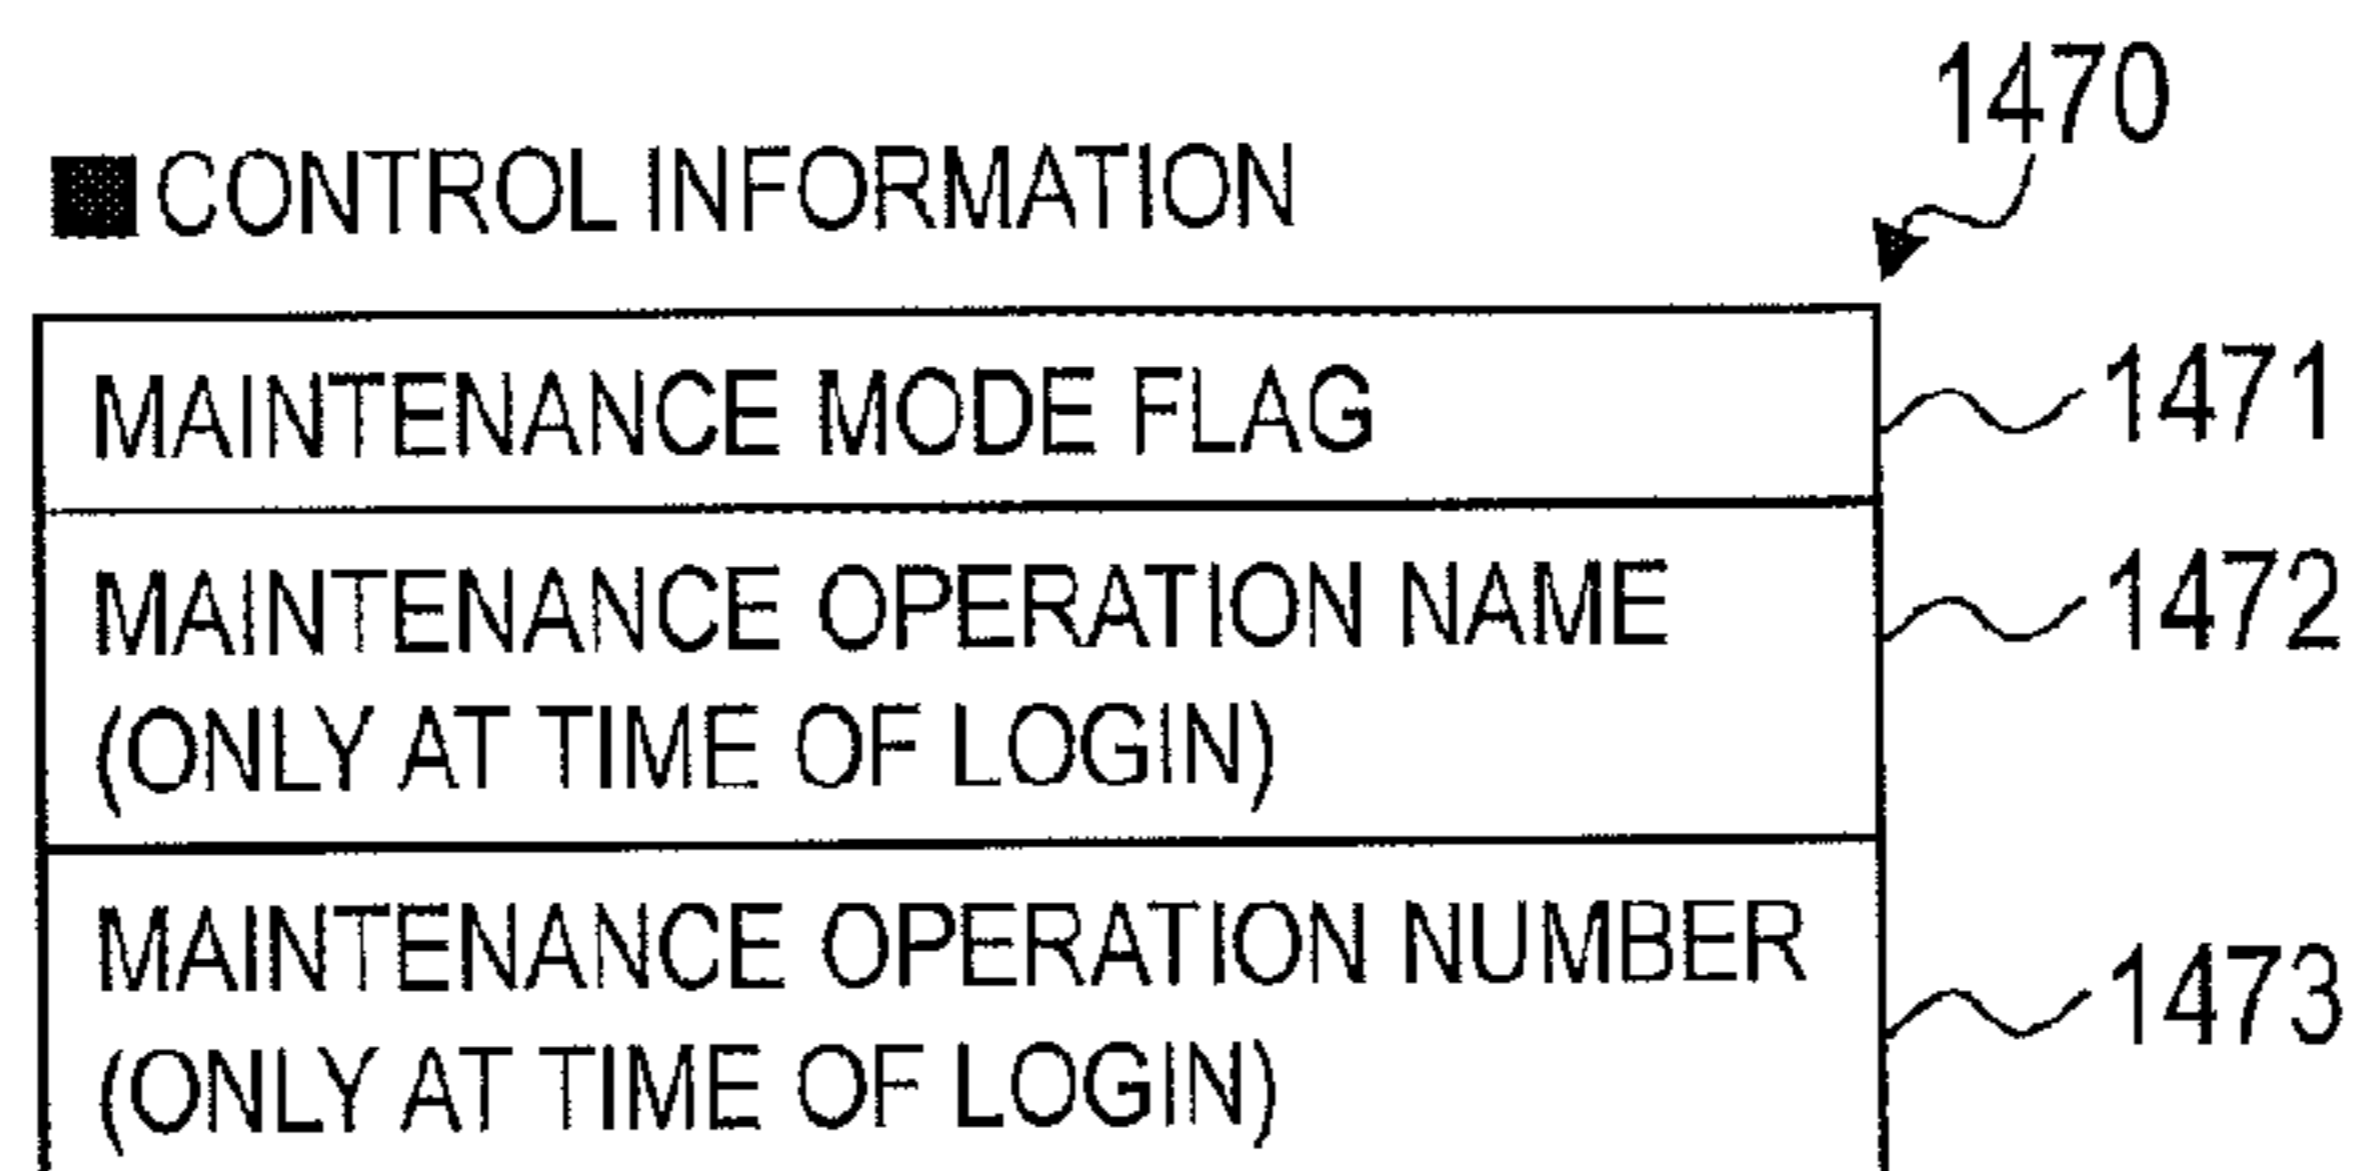 1470
■ CONTROL INFORMATION
MAINTENANCE MODE FLAG 1471
MAINTENANCE OPERATION NAME 1472
(ONLY AT TIME OF LOGIN)
MAINTENANCE OPERATION NUMBER
1473
(ONLY AT TIME OF LOGIN)